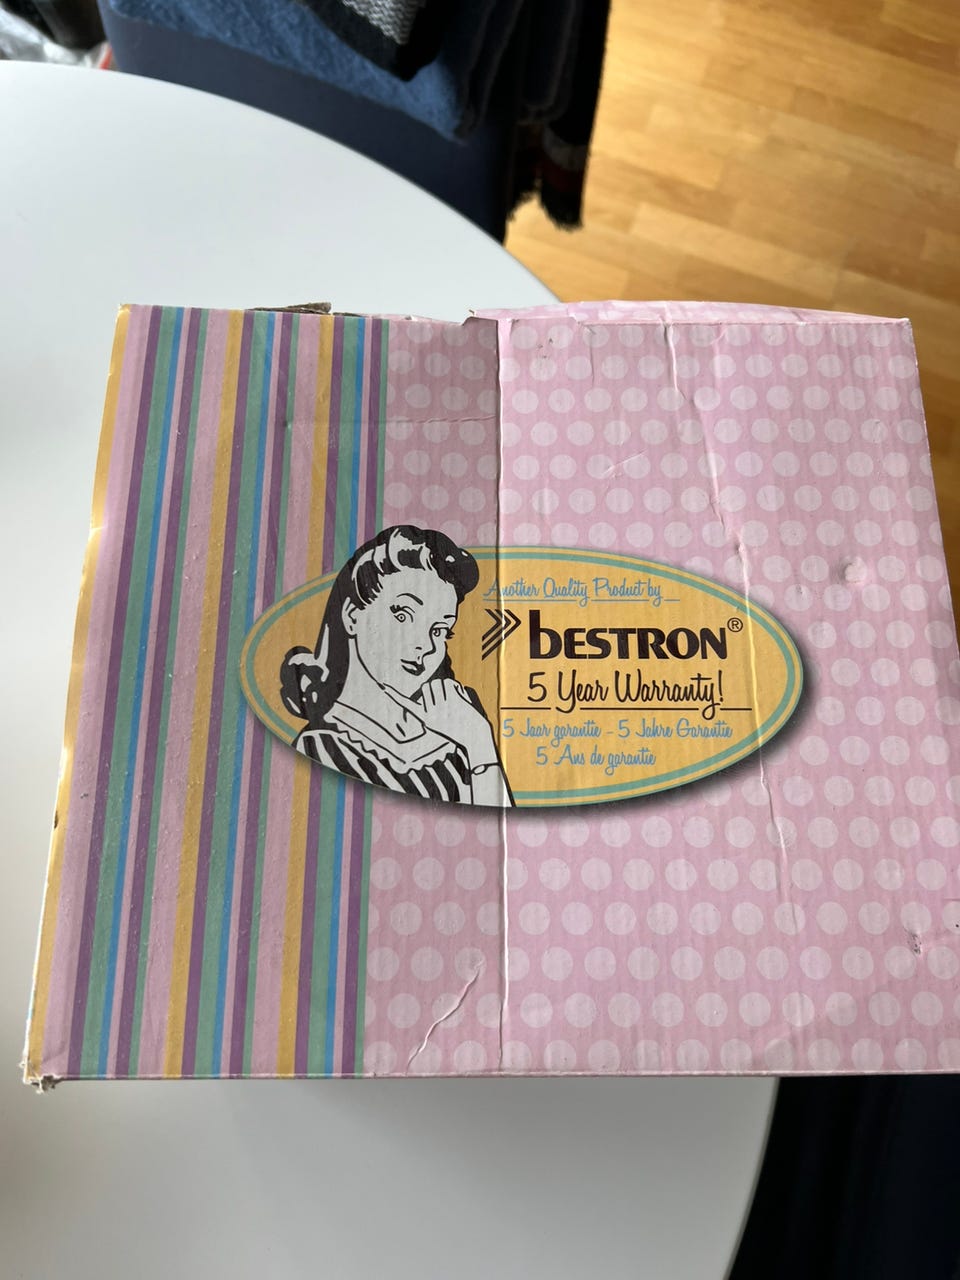 Another Quality Product by
bESTRON®
5 Year Warranty!
5 Jaar garantie - 5 Jahre Garantie
5 Ans de garantie